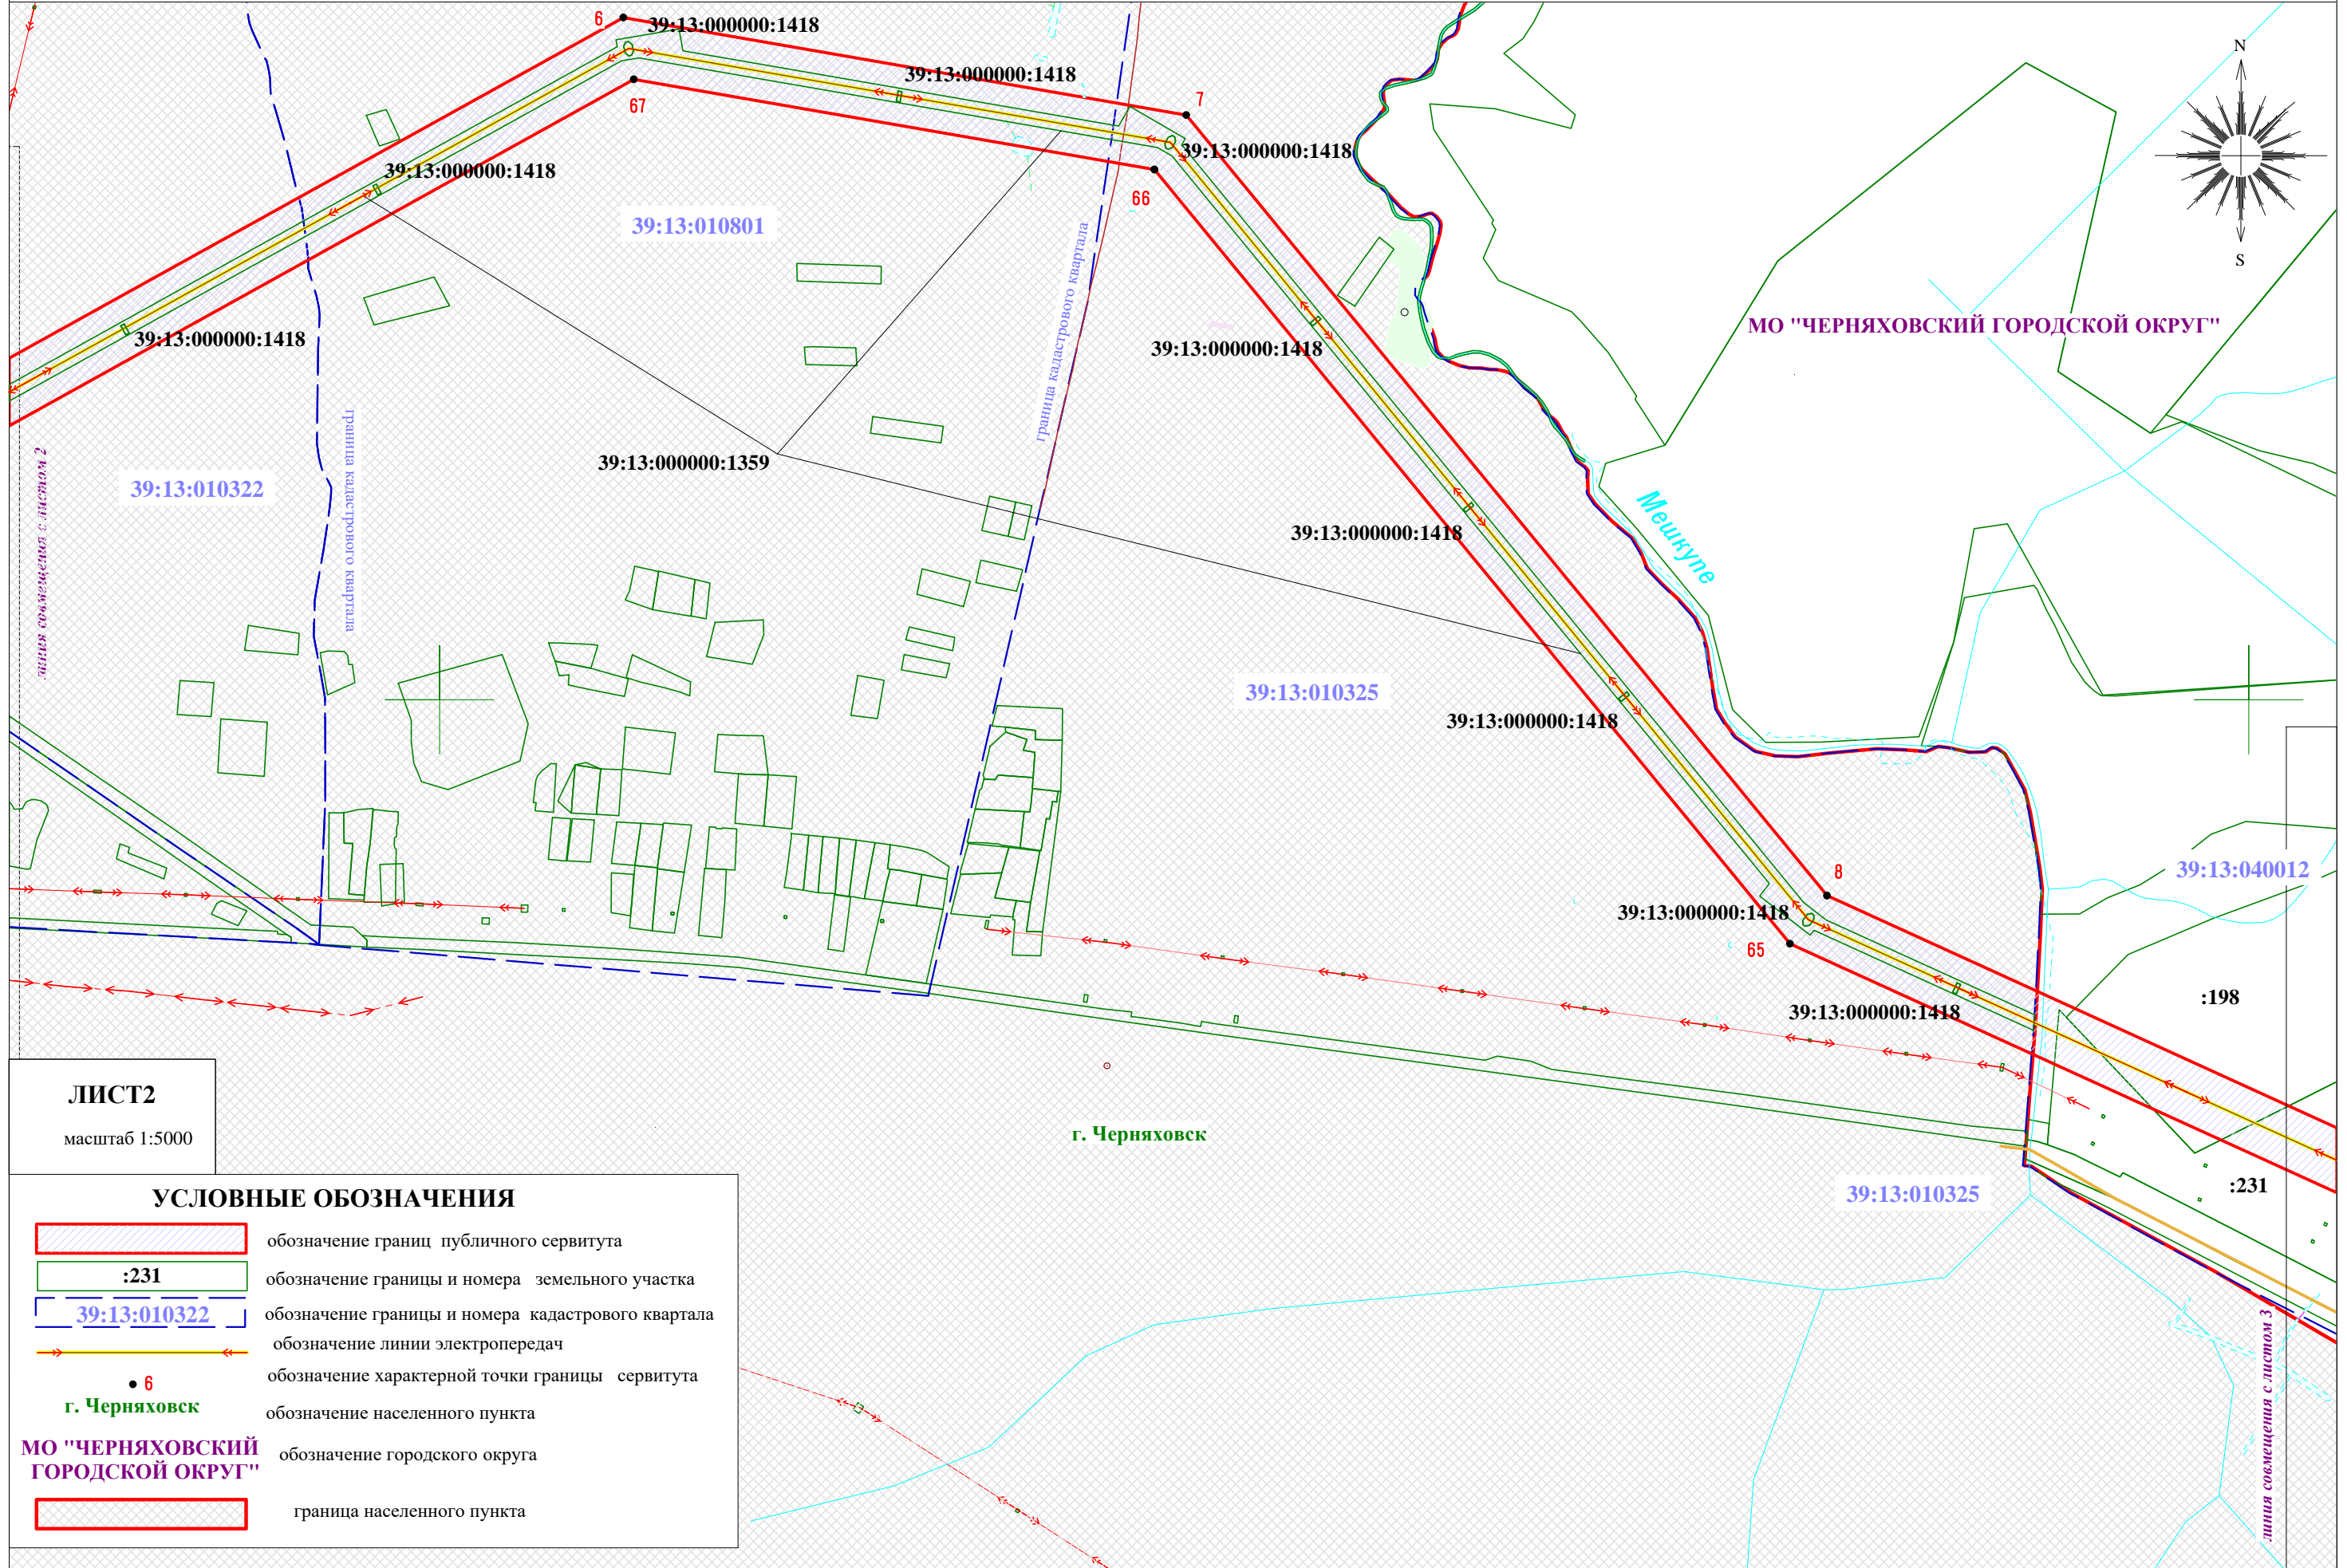 6
39:13:000000:1418
N
39:13:000000:1418
67
7
39:13:000000:1418
39:13:000000:1418
66
39:13:010801
S
МО "ЧЕРНЯХОВСКИЙ ГОРОДСКОЙ ОКРУГ"
39:13:000000:1418
39:13:000000:1418
граница кадастрового квартала
граница кадастрового квартала
линия совмещения с листом 2
39:13:000000:1359
39:13:010322
39:13:000000:1418
Мешкупе
39:13:010325
39:13:000000:1418
8
39:13:040012
39:13:000000:1418
65
:198
39:13:000000:1418
ЛИСТ2
масштаб 1:5000
г. Черняховск
:231
39:13:010325
линия совмещения с листом 3
УСЛОВНЫЕ ОБОЗНАЧЕНИЯ
обозначение границ публичного сервитута
:231
обозначение границы и номера земельного участка
39:13:010322
обозначение границы и номера кадастрового квартала
обозначение линии электропередач
6
обозначение характерной точки границы сервитута
г. Черняховск
обозначение населенного пункта
МО "ЧЕРНЯХОВСКИЙ
ГОРОДСКОЙ ОКРУГ"
обозначение городского округа
граница населенного пункта